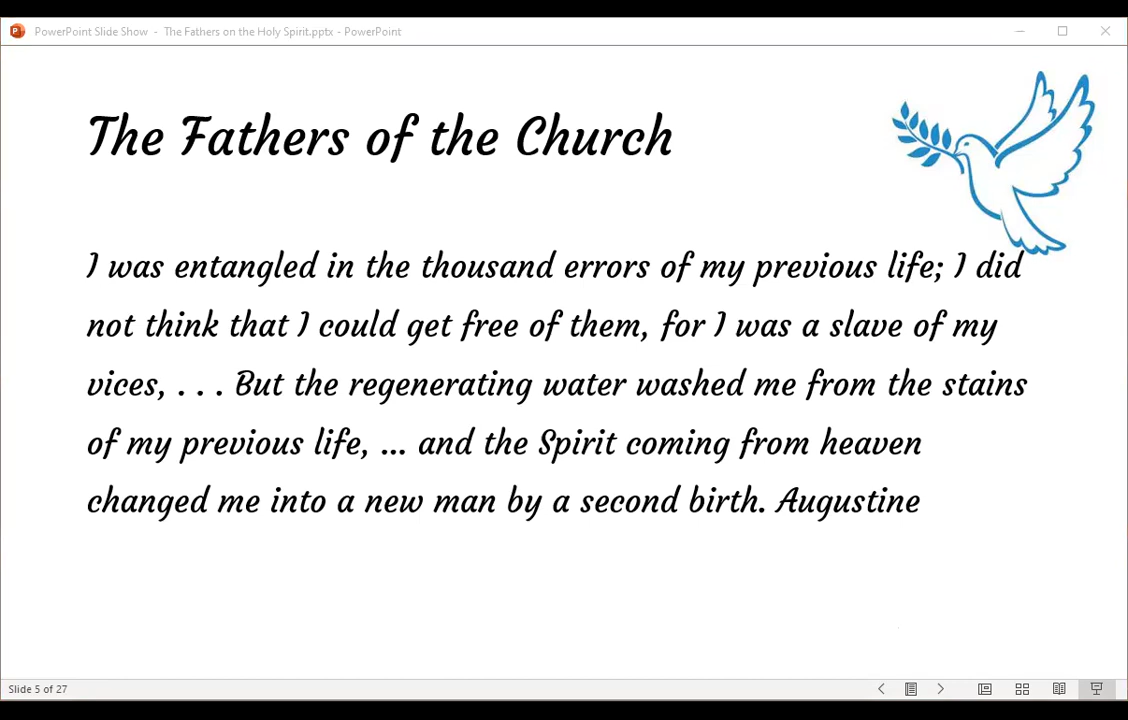 PowerPoint Slide Show - The Fathers on the Holy Spirit.pptx - PowerPoint
The Fathers of the Church
I was entangled in the thousand errors of my previous life; I did
not think that I could get free of them, for I was a slave of my
vices, . . . But the regenerating water washed me from the stains
of my previous life, ... and the Spirit coming from heaven
changed me into a new man by a second birth. Augustine
Slide 5 of 27